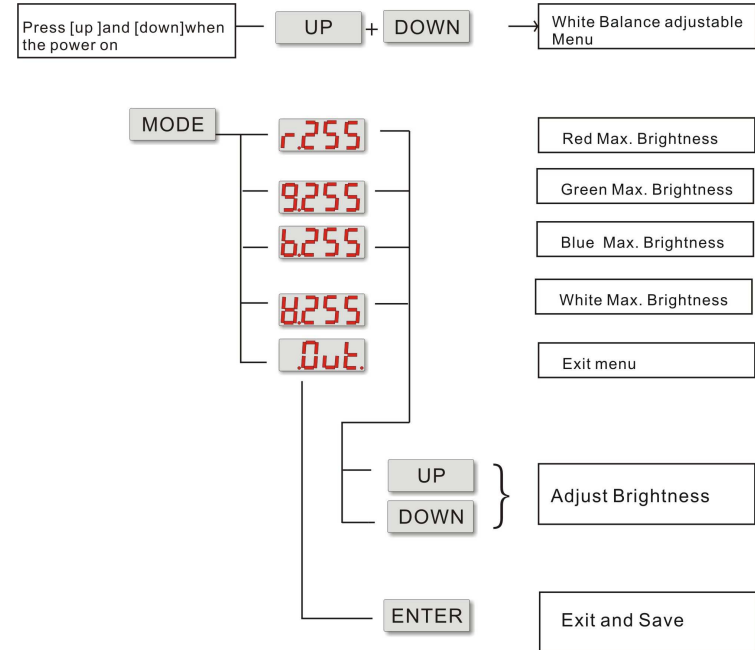 Press [up ]and [down]when
the power on
UP + DOWN
White Balance adjustable
Menu
MODE
r.255
Red Max. Brightness
g.255
Green Max. Brightness
b.255
Blue Max. Brightness
White Max. Brightness
.Out.
Exit menu
UP
DOWN
Adjust Brightness
ENTER
Exit and Save